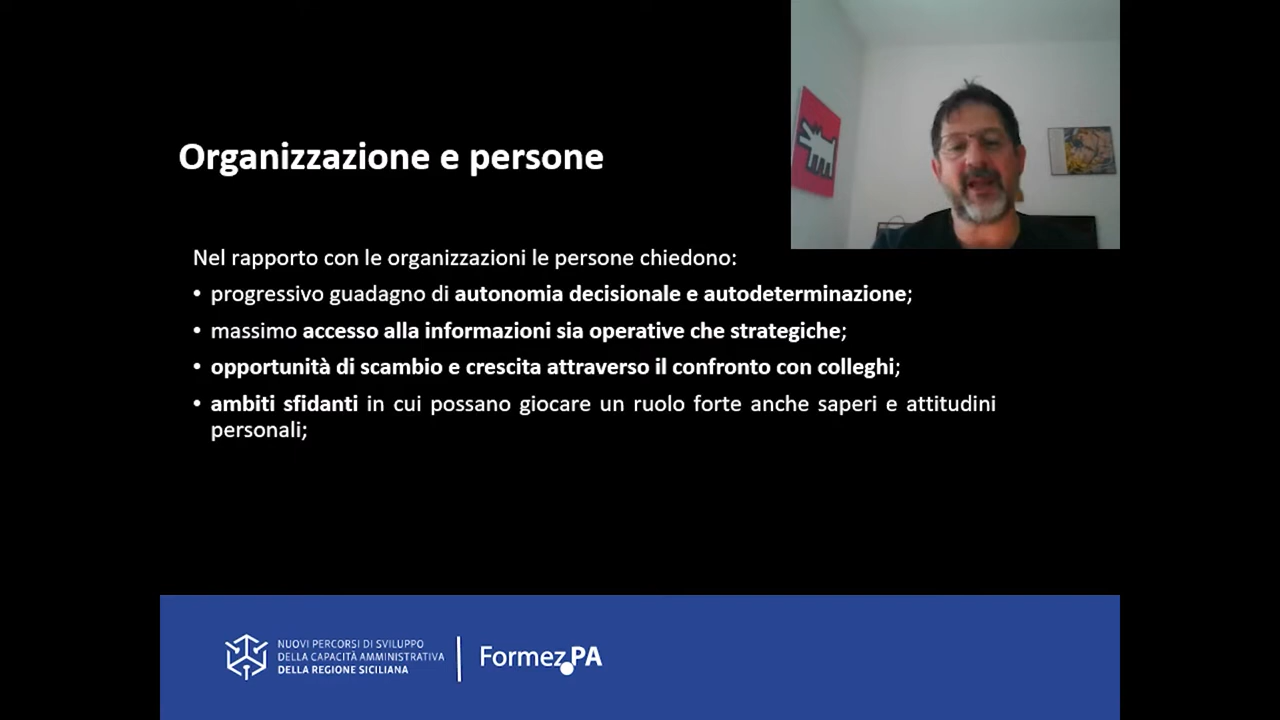 Organizzazione e persone
Nel rapporto con le organizzazioni le persone chiedono:
• progressivo guadagno di autonomia decisionale e autodeterminazione;
• massimo accesso alla informazioni sia operative che strategiche;
• opportunità di scambio e crescita attraverso il confronto con colleghi;
• ambiti sfidanti in cui possano giocare un ruolo forte anche saperi e attitudini
personali;
NUOVI PERCORSI DI SVILUPPO
DELLA CAPACITÀ AMMINISTRATIVA
DELLA REGIONE SICILIANA
Formez PA